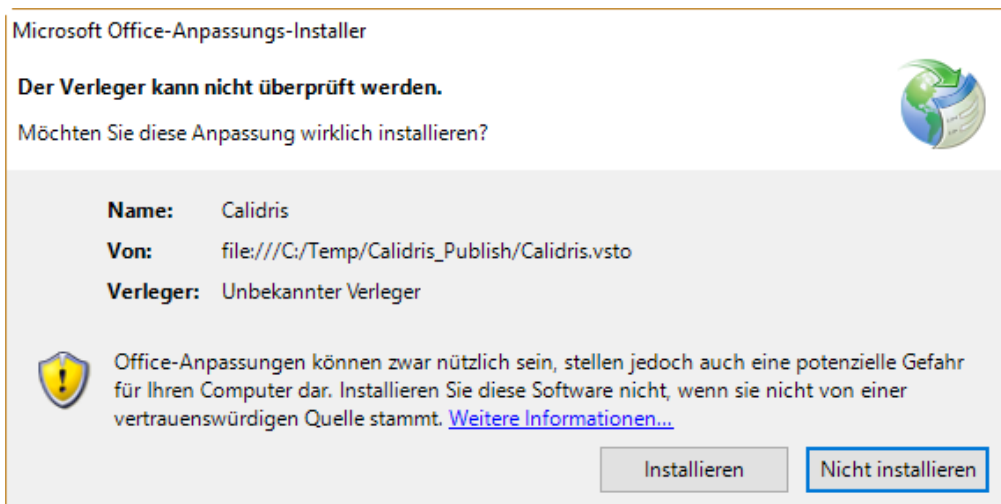 Microsoft Office-Anpassungs-Installer
Der Verleger kann nicht überprüft werden.
Möchten Sie diese Anpassung wirklich installieren?
Name: Calidris
Von: file:///C:/Temp/Calidris_Publish/Calidris.vsto
Verleger: Unbekannter Verleger
Office-Anpassungen können zwar nützlich sein, stellen jedoch auch eine potenzielle Gefahr
für Ihren Computer dar. Installieren Sie diese Software nicht, wenn sie nicht von einer
vertrauenswürdigen Quelle stammt. Weitere Informationen...
Installieren Nicht installieren